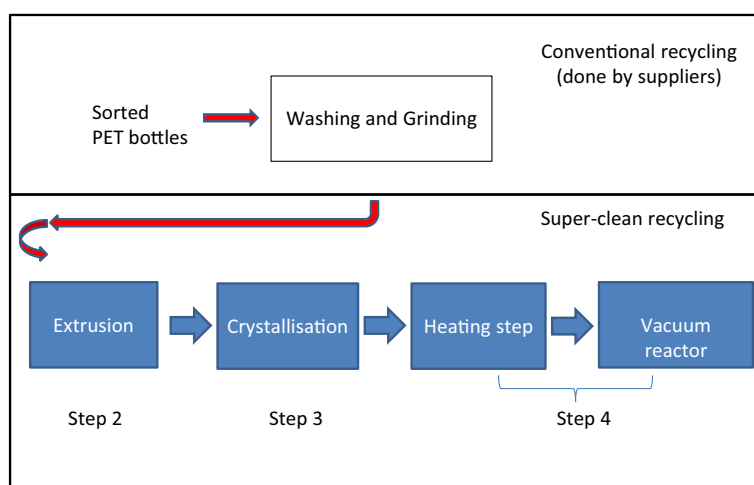 Conventional recycling
(done by suppliers)
Sorted
PET bottles
Washing and Grinding
Super-clean recycling
Extrusion
Crystallisation
Heating step
Vacuum
reactor
Step 2
Step 3
Step 4